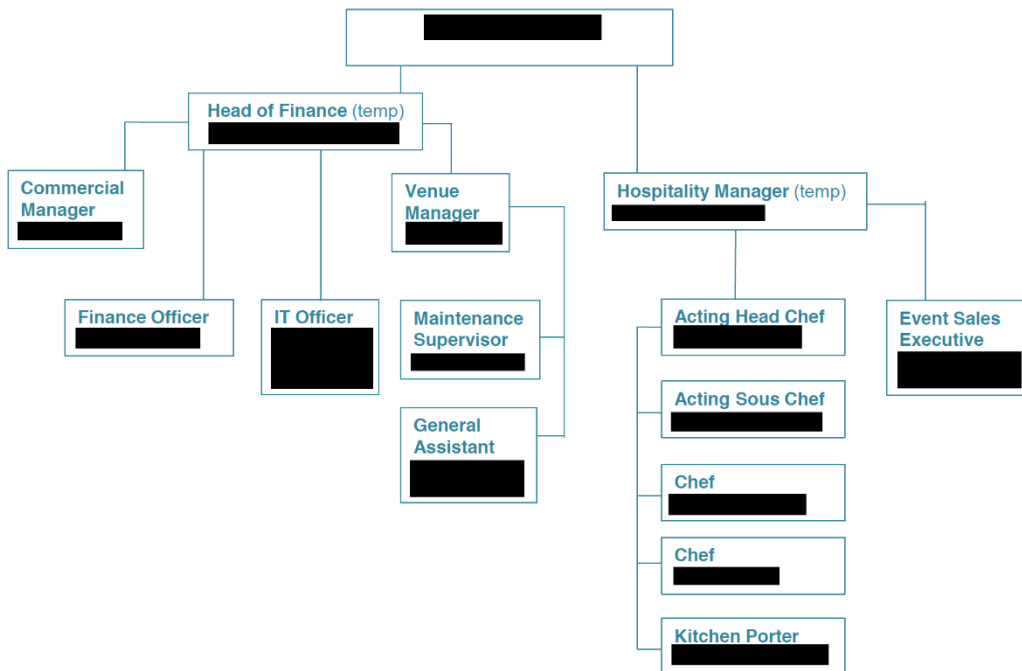 Head of Finance (temp)
Commercial
Manager
Venue
Manager
Hospitality Manager (temp)
Finance Officer
IT Officer
Maintenance
Supervisor
General
Assistant
Acting Head Chef
Event Sales
Executive
Acting Sous Chef
Chef
Chef
Kitchen Porter